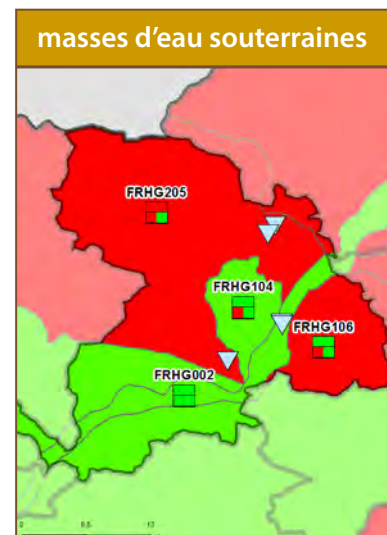 masses d’eau souterraines
FRHG205
FRHG104
FRHG106
FRHG002